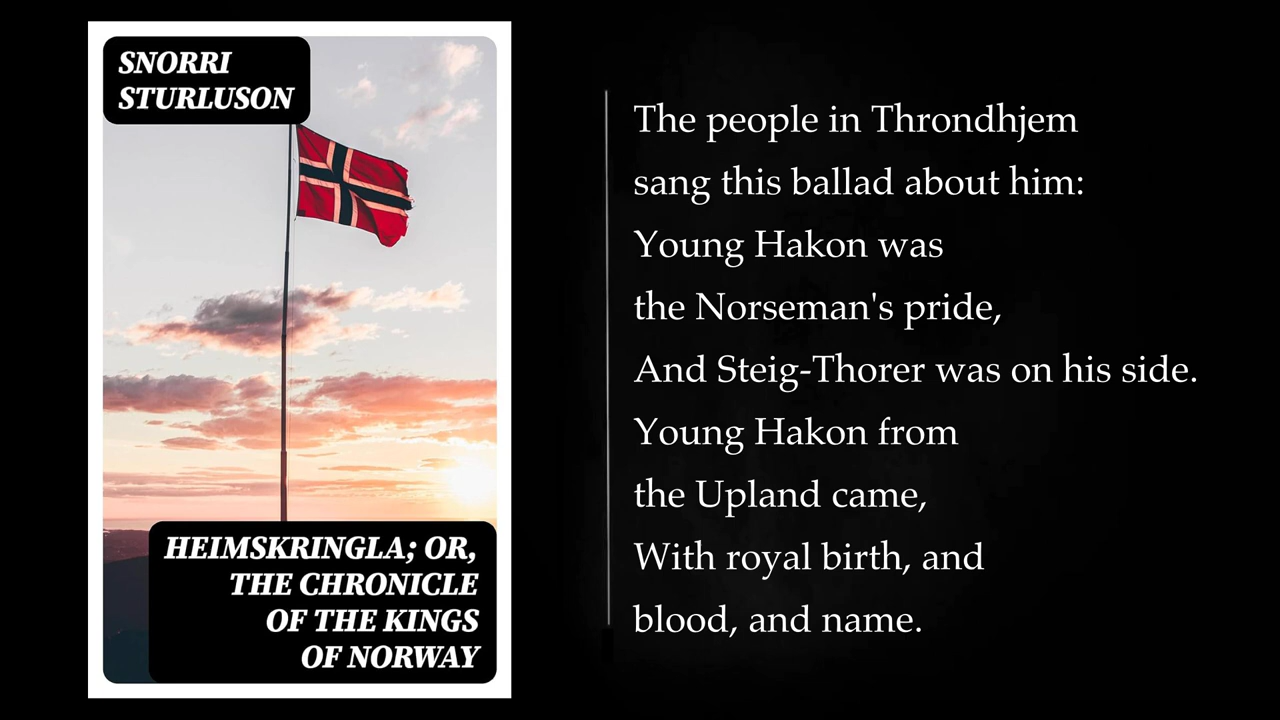 SNORRI
STURLUSON
HEIMSKRINGLA; OR,
THE CHRONICLE
OF THE KINGS
OF NORWAY
The people in Throndhjem
sang this ballad about him:
Young Hakon was
the Norseman's pride,
And Steig-Thorer was on his side.
Young Hakon from
the Upland came,
With royal birth, and
blood, and name.